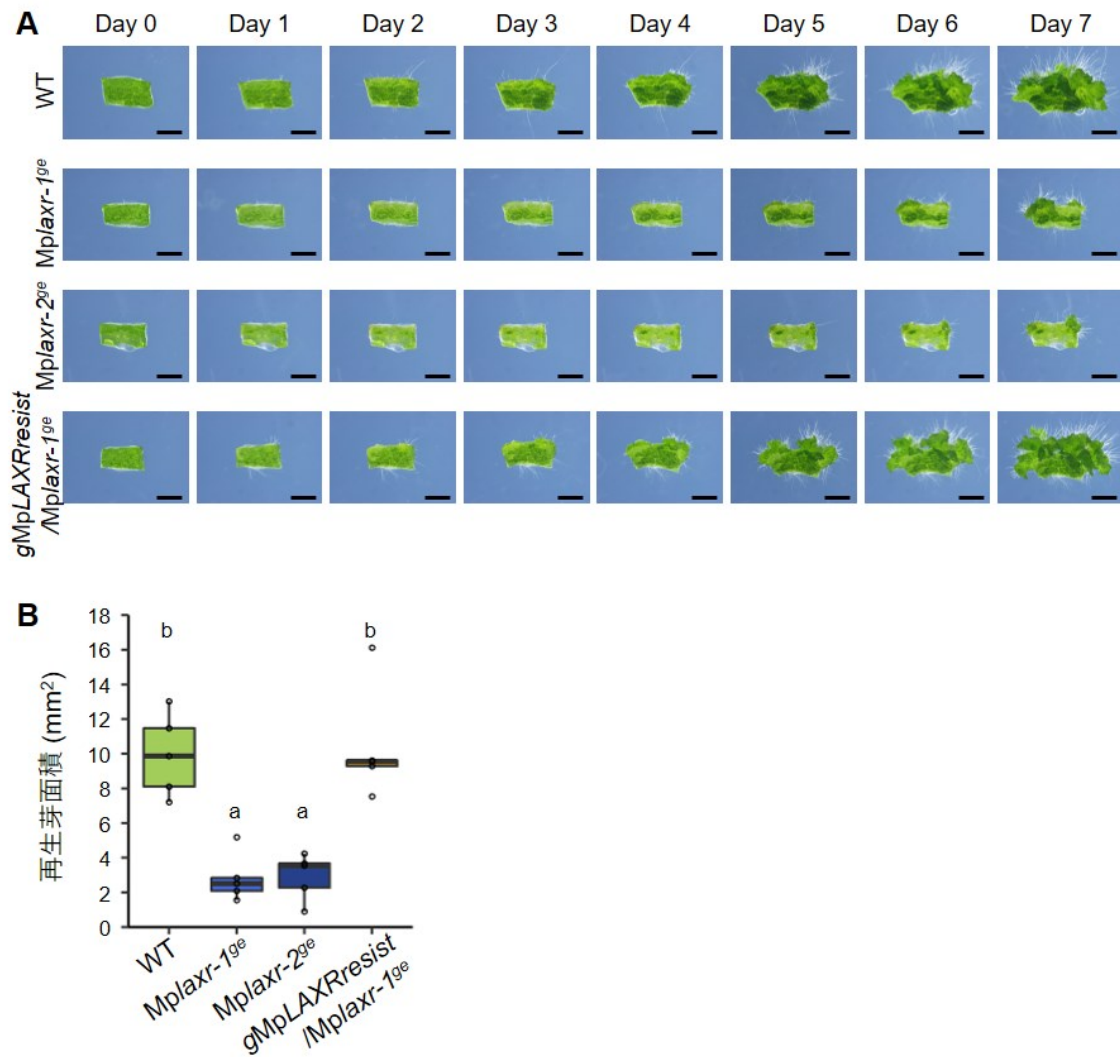 A
Day 0 Day 1 Day 2 Day 3 Day 4 Day 5 Day 6 Day 7
WT
Mplaxr-1ge
Mplaxr-2ge
gMpLAXRresist
/Mplaxr-1ge
B
再生芽面積 (mm2)
18
16
14
12
10
8
6
4
2
0
b
a
a
b
WT
Mplaxr-1ge
Mplaxr-2ge
gMpLAXRresist
/Mplaxr-1ge